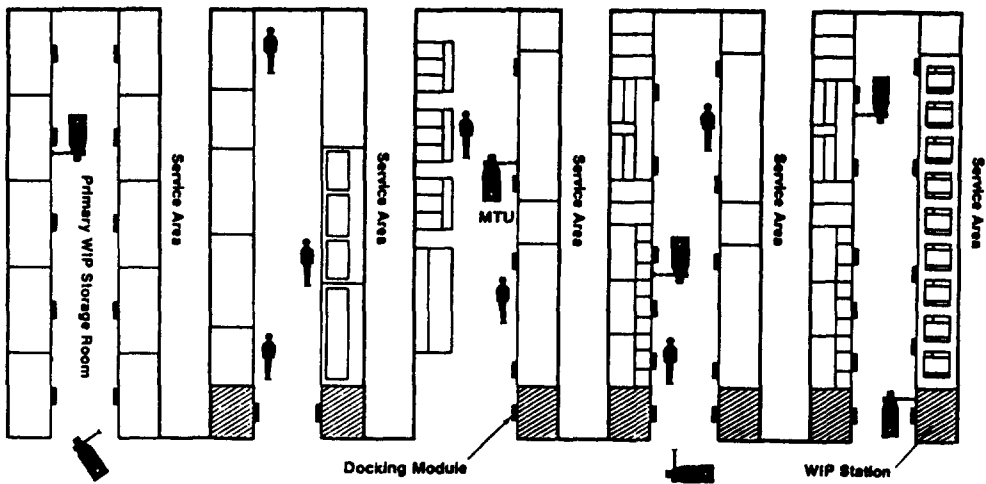 Primary WIP Storage Room
Service Area
Service Area
MTU
Service Area
Service Area
Service Area
Docking Module
WIP Station